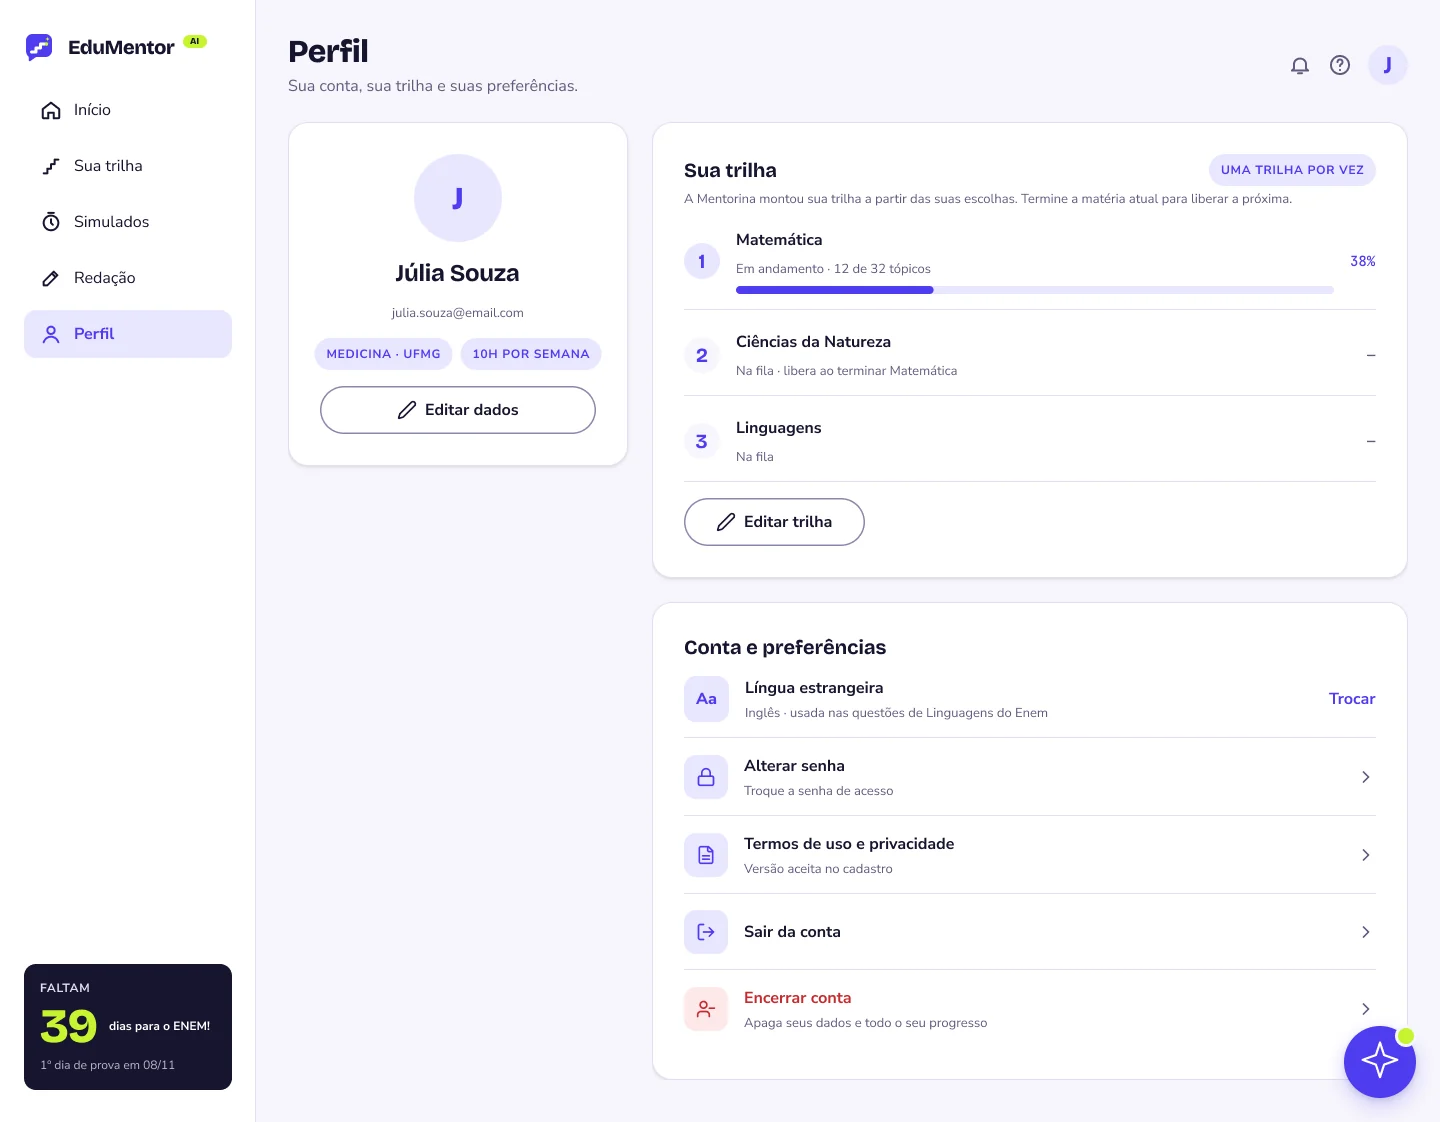 EduMentor AI
Início
Sua trilha
Simulados
Redação
Perfil
FALTAM
39 dias para o ENEM!
1º dia de prova em 08/11
Perfil
Sua conta, sua trilha e suas preferências.
J
J
Júlia Souza
julia.souza@email.com
MEDICINA · UFMG
10H POR SEMANA
Editar dados
Sua trilha
UMA TRILHA POR VEZ
A Mentorina montou sua trilha a partir das suas escolhas. Termine a matéria atual para liberar a próxima.
1
Matemática
Em andamento · 12 de 32 tópicos
38%
2
Ciências da Natureza
Na fila · libera ao terminar Matemática
–
3
Linguagens
Na fila
–
Editar trilha
Conta e preferências
Aa
Língua estrangeira
Inglês · usada nas questões de Linguagens do Enem
Trocar
Alterar senha
Troque a senha de acesso
Termos de uso e privacidade
Versão aceita no cadastro
Sair da conta
Encerrar conta
Apaga seus dados e todo o seu progresso